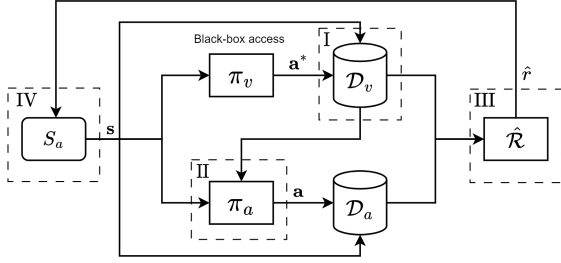 Black-box access
I
IV
π_v
a*
𝒟_v
r̂
III
S_a
s
ℛ̂
II
π_a
a
𝒟_a